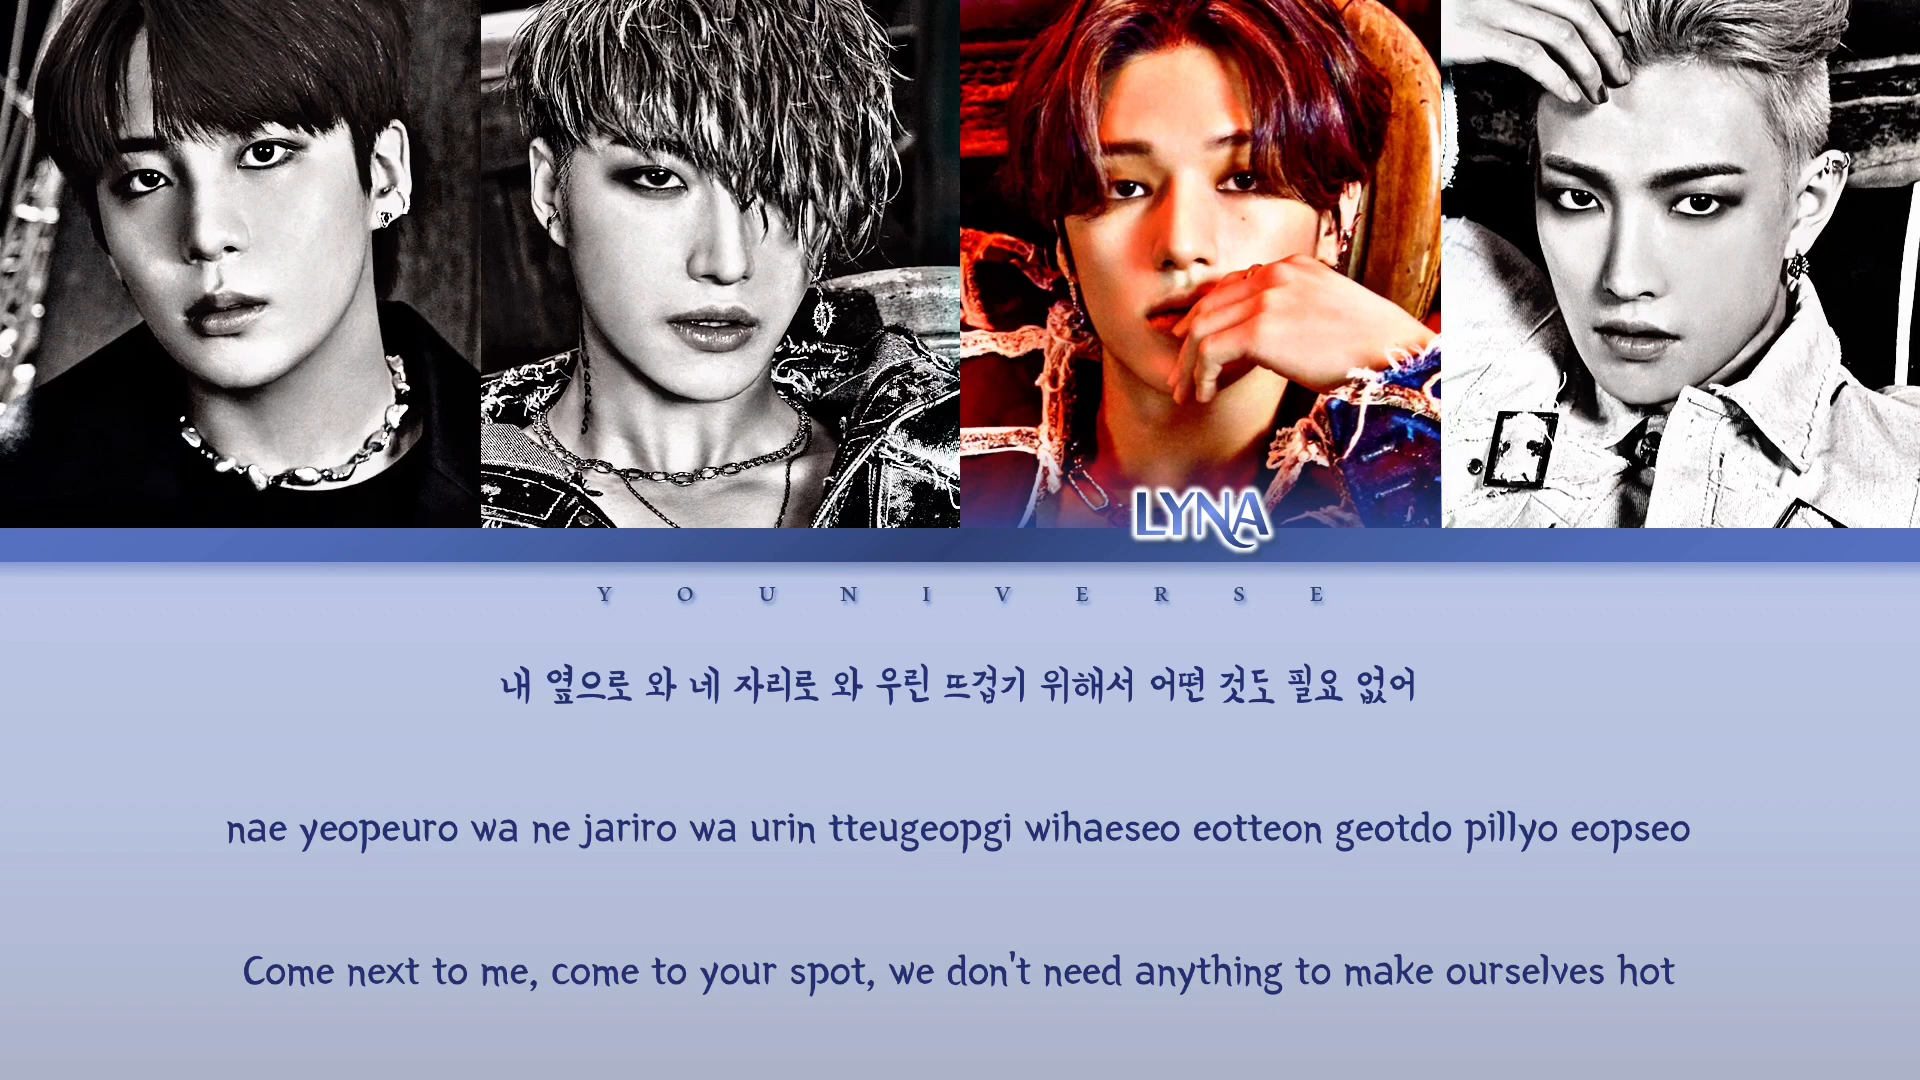 LYNA
YOUNIVERSE
내 옆으로 와 네 자리로 와 우린 뜨겁기 위해서 어떤 것도 필요 없어
nae yeopeuro wa ne jariro wa urin tteugeopgi wihaeseo eotteon geotdo pillyo eopseo
Come next to me, come to your spot, we don't need anything to make ourselves hot